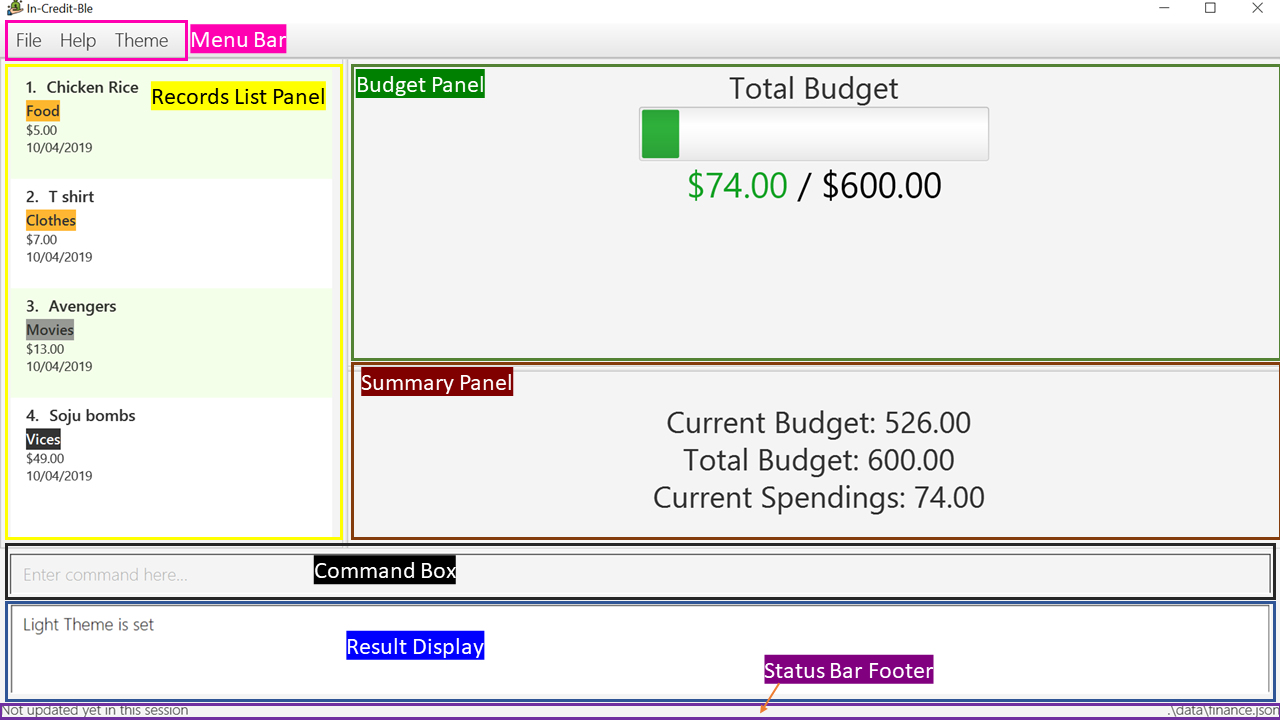 In-Credit-Ble
File Help Theme Menu Bar
Records List Panel
1. Chicken Rice
Food
$5.00
10/04/2019
2. T shirt
Clothes
$7.00
10/04/2019
3. Avengers
Movies
$13.00
10/04/2019
4. Soju bombs
Vices
$49.00
10/04/2019
Budget Panel
Total Budget
$74.00 / $600.00
Summary Panel
Current Budget: 526.00
Total Budget: 600.00
Current Spendings: 74.00
Enter command here...
Command Box
Light Theme is set
Result Display
Status Bar Footer
Not updated yet in this session
.\data\finance.json